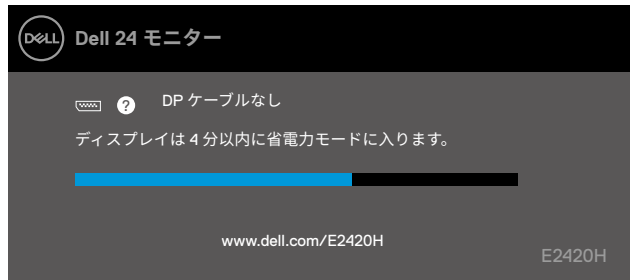 DELL
Dell 24 モニター
? DP ケーブルなし
ディスプレイは 4 分以内に省電力モードに入ります。
www.dell.com/E2420H
E2420H